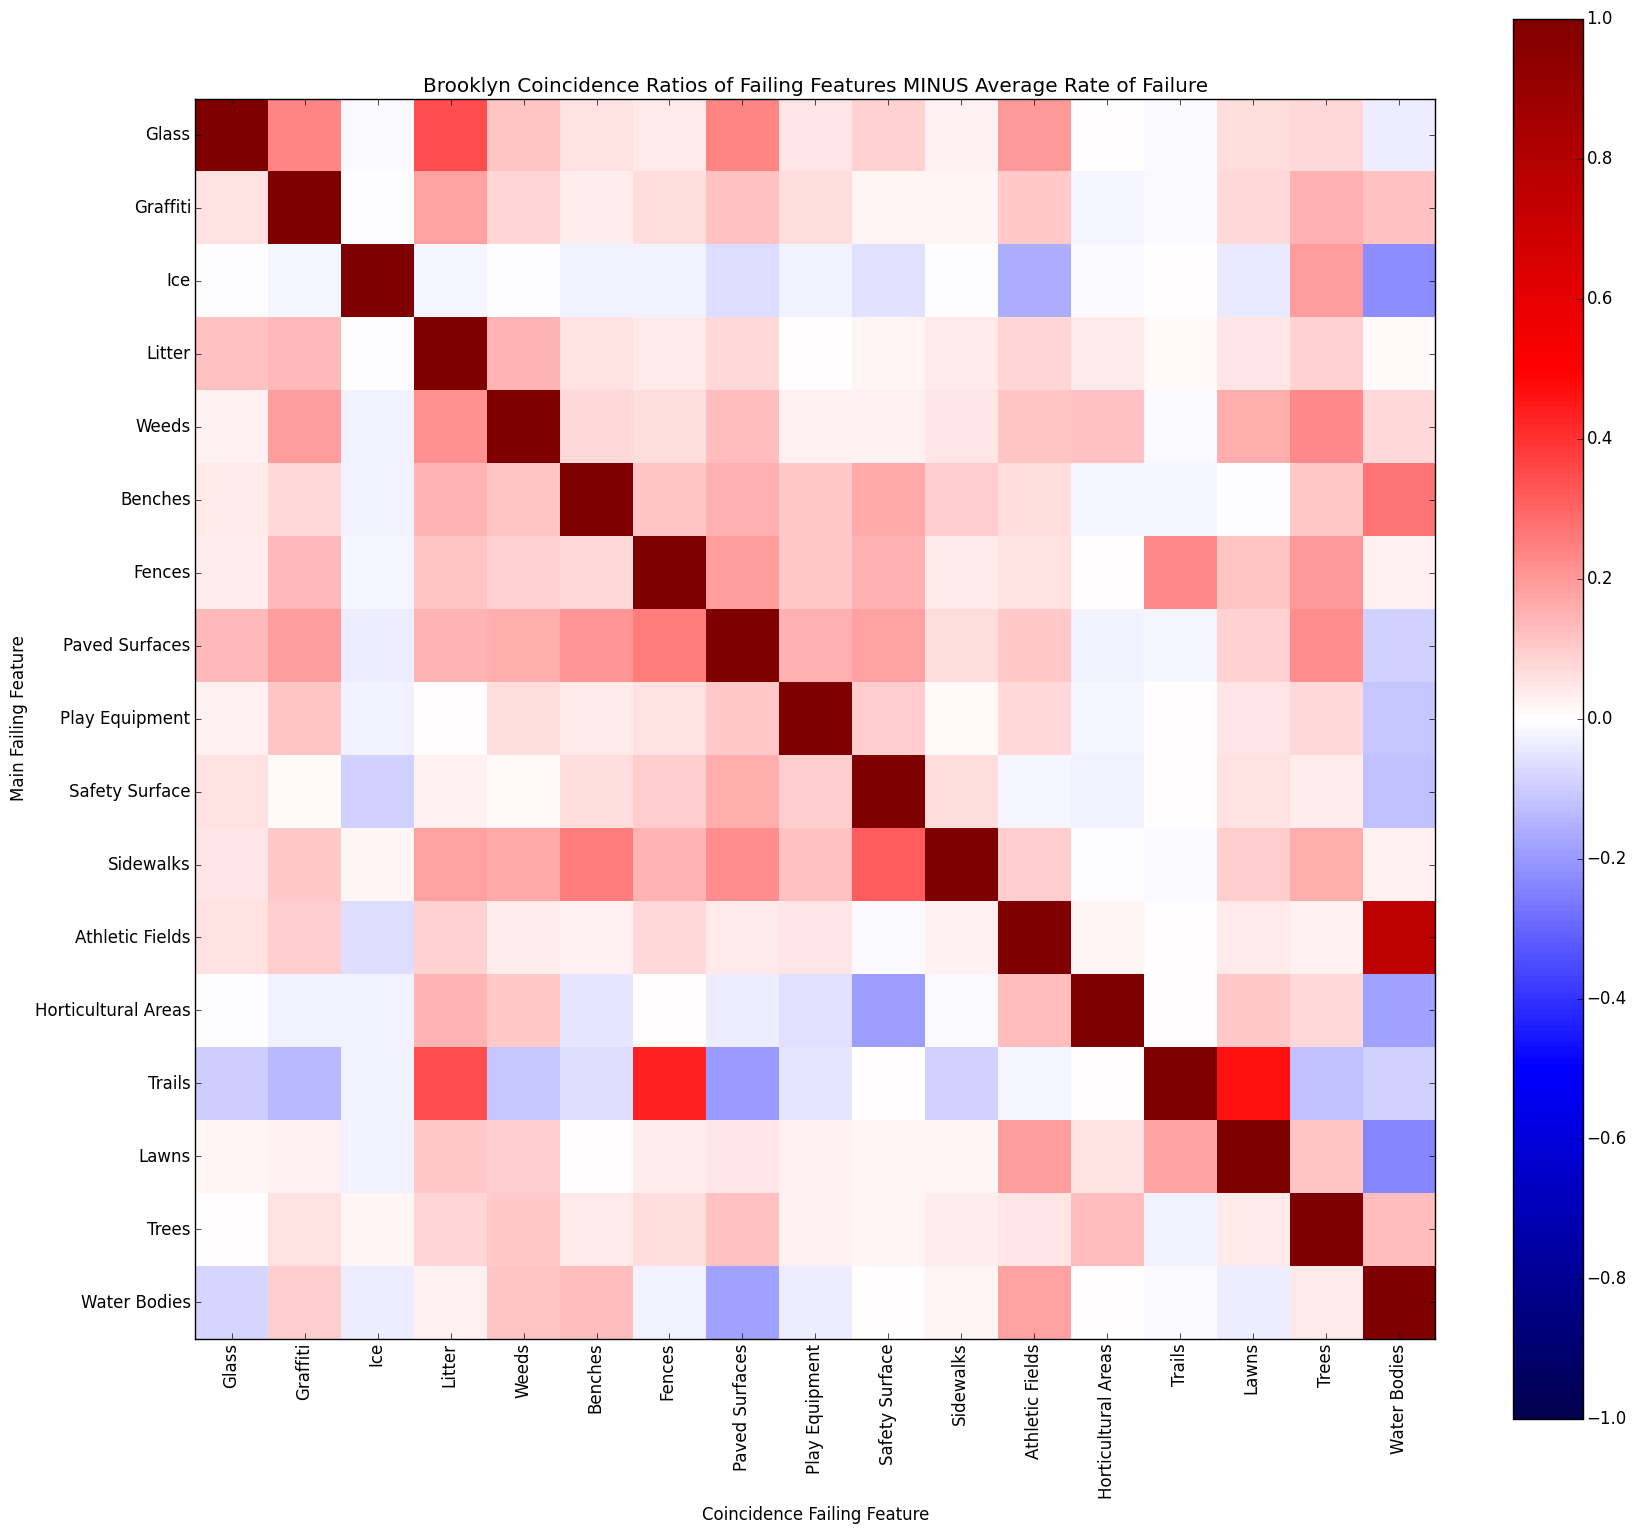 Brooklyn Coincidence Ratios of Failing Features MINUS Average Rate of Failure
Main Failing Feature
Glass
Graffiti
Ice
Litter
Weeds
Benches
Fences
Paved Surfaces
Play Equipment
Safety Surface
Sidewalks
Athletic Fields
Horticultural Areas
Trails
Lawns
Trees
Water Bodies
Glass
Graffiti
Ice
Litter
Weeds
Benches
Fences
Paved Surfaces
Play Equipment
Safety Surface
Sidewalks
Athletic Fields
Horticultural Areas
Trails
Lawns
Trees
Water Bodies
Coincidence Failing Feature
1.0
0.8
0.6
0.4
0.2
0.0
−0.2
−0.4
−0.6
−0.8
−1.0